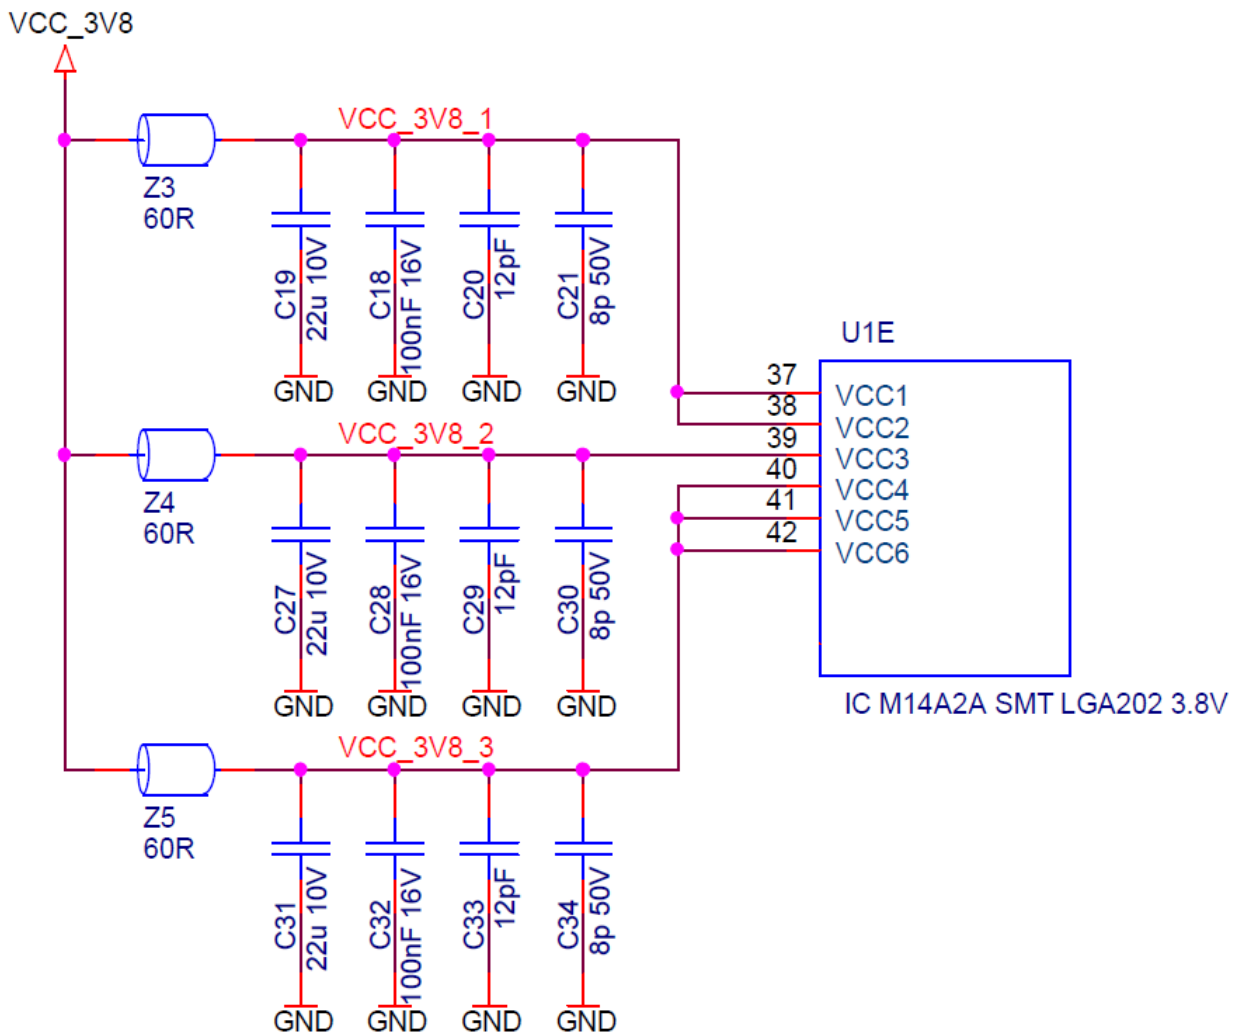 VCC_3V8
VCC_3V8_1
Z3
60R
C19
22u 10V
C18
100nF 16V
C20
12pF
C21
8p 50V
GND
GND
GND
GND
U1E
37
VCC1
38
VCC2
39
VCC3
40
VCC4
41
VCC5
42
VCC6
IC M14A2A SMT LGA202 3.8V
VCC_3V8_2
Z4
60R
C27
22u 10V
C28
100nF 16V
C29
12pF
C30
8p 50V
GND
GND
GND
GND
VCC_3V8_3
Z5
60R
C31
22u 10V
C32
100nF 16V
C33
12pF
C34
8p 50V
GND
GND
GND
GND